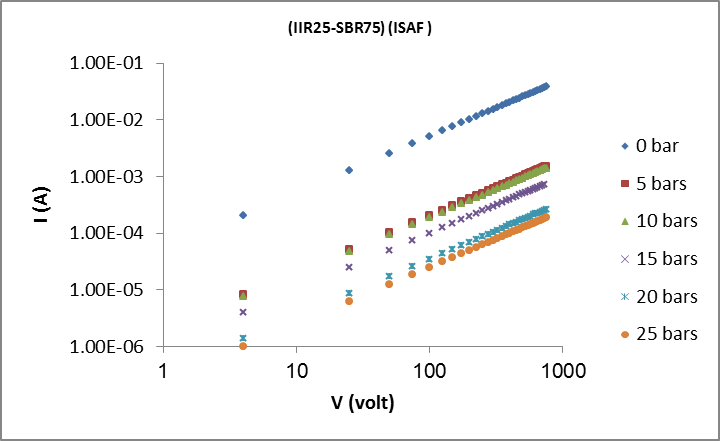 (IIR25-SBR75) (ISAF )
1.00E-01
1.00E-02
1.00E-03
1.00E-04
1.00E-05
1.00E-06
I (A)
1 10 100 1000
V (volt)
0 bar
5 bars
10 bars
15 bars
20 bars
25 bars